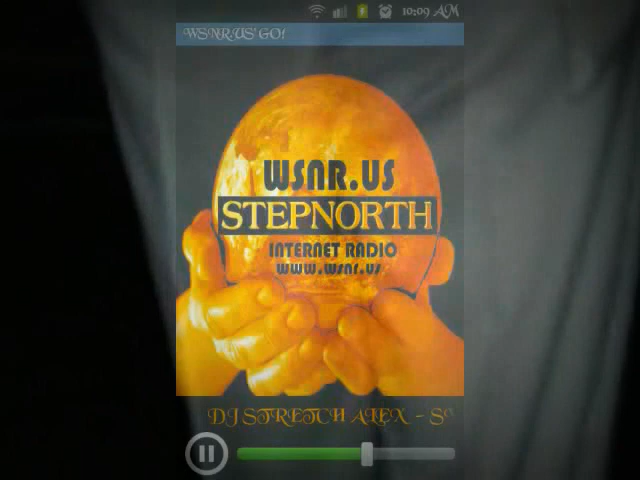 10:09 AM
WSNR.US GO!
WSNR.US
STEPNORTH
INTERNET RADIO
www.wsnr.us
DJ STRETCH ALEX - S